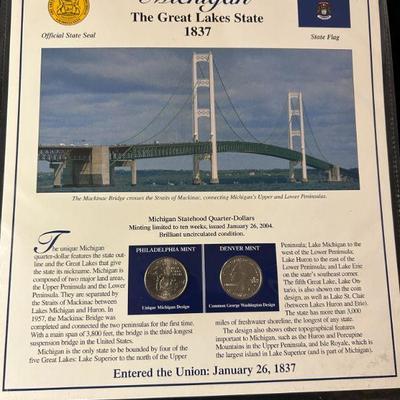 Michigan
The Great Lakes State
1837
Official State Seal
State Flag
The Mackinac Bridge crosses the Straits of Mackinac, connecting Michigan's Upper and Lower Peninsulas.
Michigan Statehood Quarter-Dollars
Minting limited to ten weeks, issued January 26, 2004.
Brilliant uncirculated condition.
The unique Michigan
quarter-dollar features the state out-
line and the Great Lakes that give
the state its nickname. Michigan is
composed of two major land areas,
the Upper Peninsula and the Lower
Peninsula. They are separated by
the Straits of Mackinac between
Lakes Michigan and Huron. In
1957, the Mackinac Bridge was
completed and connected the two peninsulas for the first time.
With a main span of 3,800 feet, the bridge is the third-longest
suspension bridge in the United States.
Michigan is the only state to be bounded by four of
five Great Lakes: Lake Superior to the north of the Upper
PHILADELPHIA MINT
Unique Michigan Design
DENVER MINT
Common George Washington Design
Peninsula; Lake Michigan to the
west of the Lower Peninsula;
Lake Huron to the east of the
Lower Peninsula; and Lake Erie
on the state's southeast corner.
The fifth Great Lake, Lake On-
tario, is also shown on the coin
design, as well as Lake St. Clair
(between Lakes Huron and Erie).
The state has more than 3,000
miles of freshwater shoreline, the longest of any state.
The design also shows other topographical features
important to Michigan, such as the Huron and Porcupine
Mountains in the Upper Peninsula, and Isle Royale, which is
the largest island in Lake Superior (and is part of Michigan).
Entered the Union: January 26, 1837